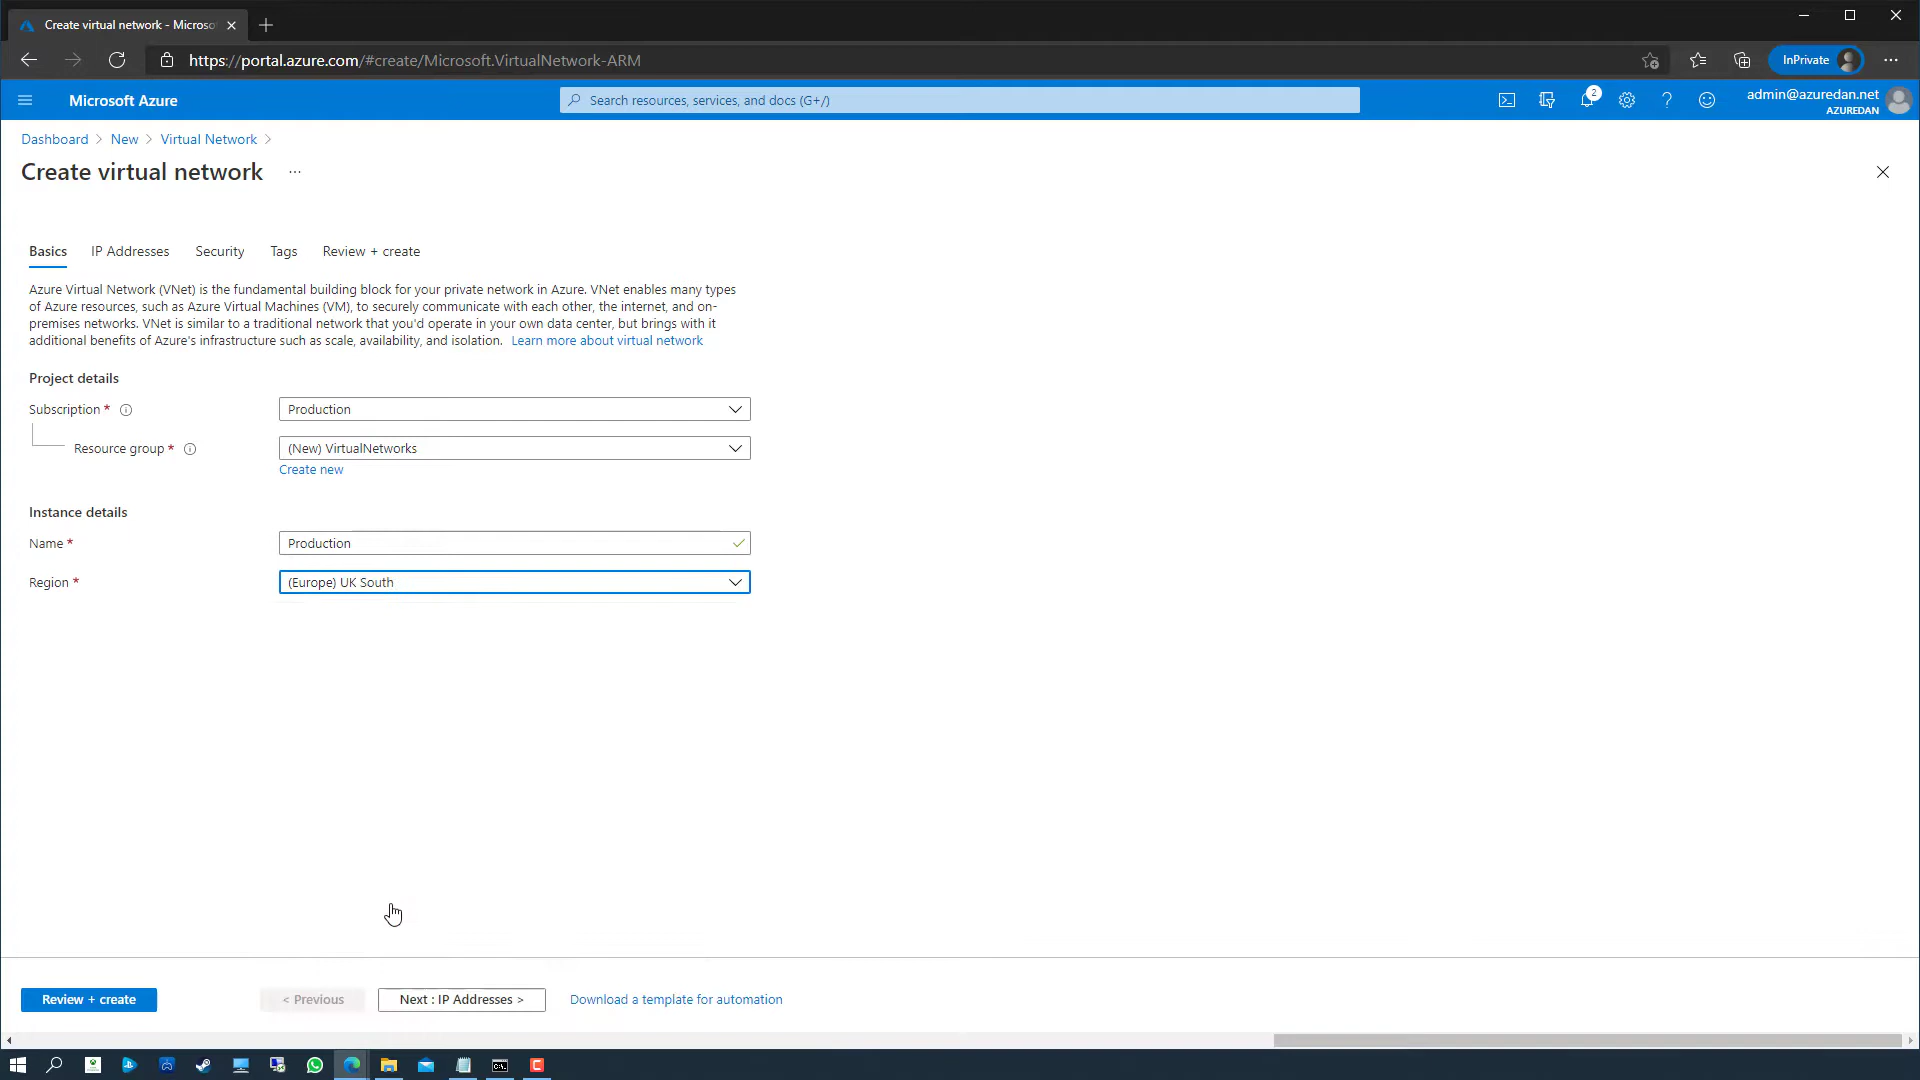 Create virtual network - Microso
https://portal.azure.com/#create/Microsoft.VirtualNetwork-ARM
InPrivate
Microsoft Azure
Search resources, services, and docs (G+/)
2
admin@azuredan.net
AZUREDAN
Dashboard > New > Virtual Network >
Create virtual network ...
Basics IP Addresses Security Tags Review + create
Azure Virtual Network (VNet) is the fundamental building block for your private network in Azure. VNet enables many types
of Azure resources, such as Azure Virtual Machines (VM), to securely communicate with each other, the internet, and on-
premises networks. VNet is similar to a traditional network that you'd operate in your own data center, but brings with it
additional benefits of Azure's infrastructure such as scale, availability, and isolation. Learn more about virtual network
Project details
Subscription * Production
Resource group * (New) VirtualNetworks
Create new
Instance details
Name * Production
Region * (Europe) UK South
Review + create < Previous Next : IP Addresses > Download a template for automation